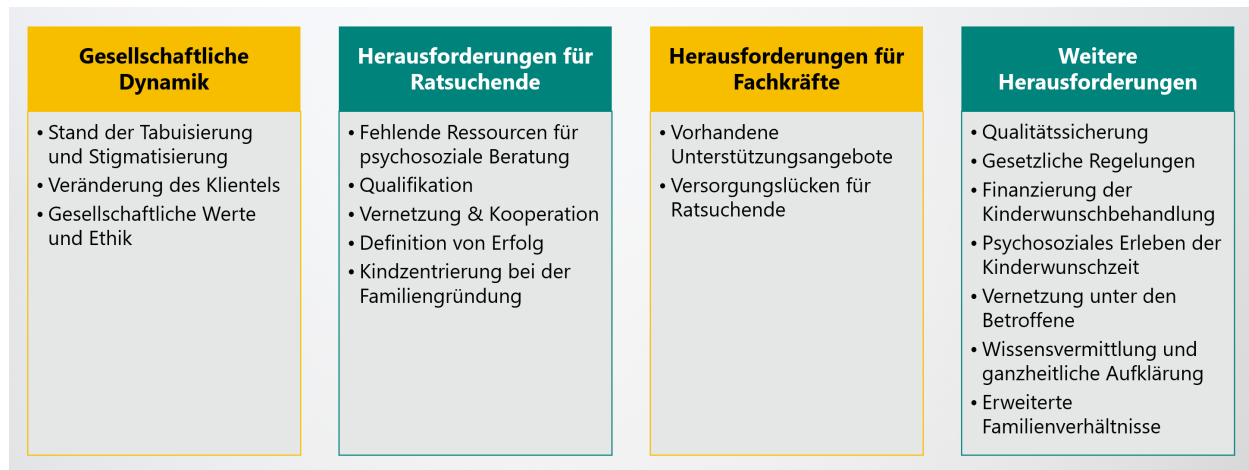 Gesellschaftliche
Dynamik
• Stand der Tabuisierung
und Stigmatisierung
• Veränderung des Klientels
• Gesellschaftliche Werte
und Ethik
Herausforderungen für
Ratsuchende
• Fehlende Ressourcen für
psychosoziale Beratung
• Qualifikation
• Vernetzung & Kooperation
• Definition von Erfolg
• Kindzentrierung bei der
Familiengründung
Herausforderungen für
Fachkräfte
• Vorhandene
Unterstützungsangebote
• Versorgungslücken für
Ratsuchende
Weitere
Herausforderungen
• Qualitätssicherung
• Gesetzliche Regelungen
• Finanzierung der
Kinderwunschbehandlung
• Psychosoziales Erleben der
Kinderwunschzeit
• Vernetzung unter den
Betroffene
• Wissensvermittlung und
ganzheitliche Aufklärung
• Erweiterte
Familienverhältnisse